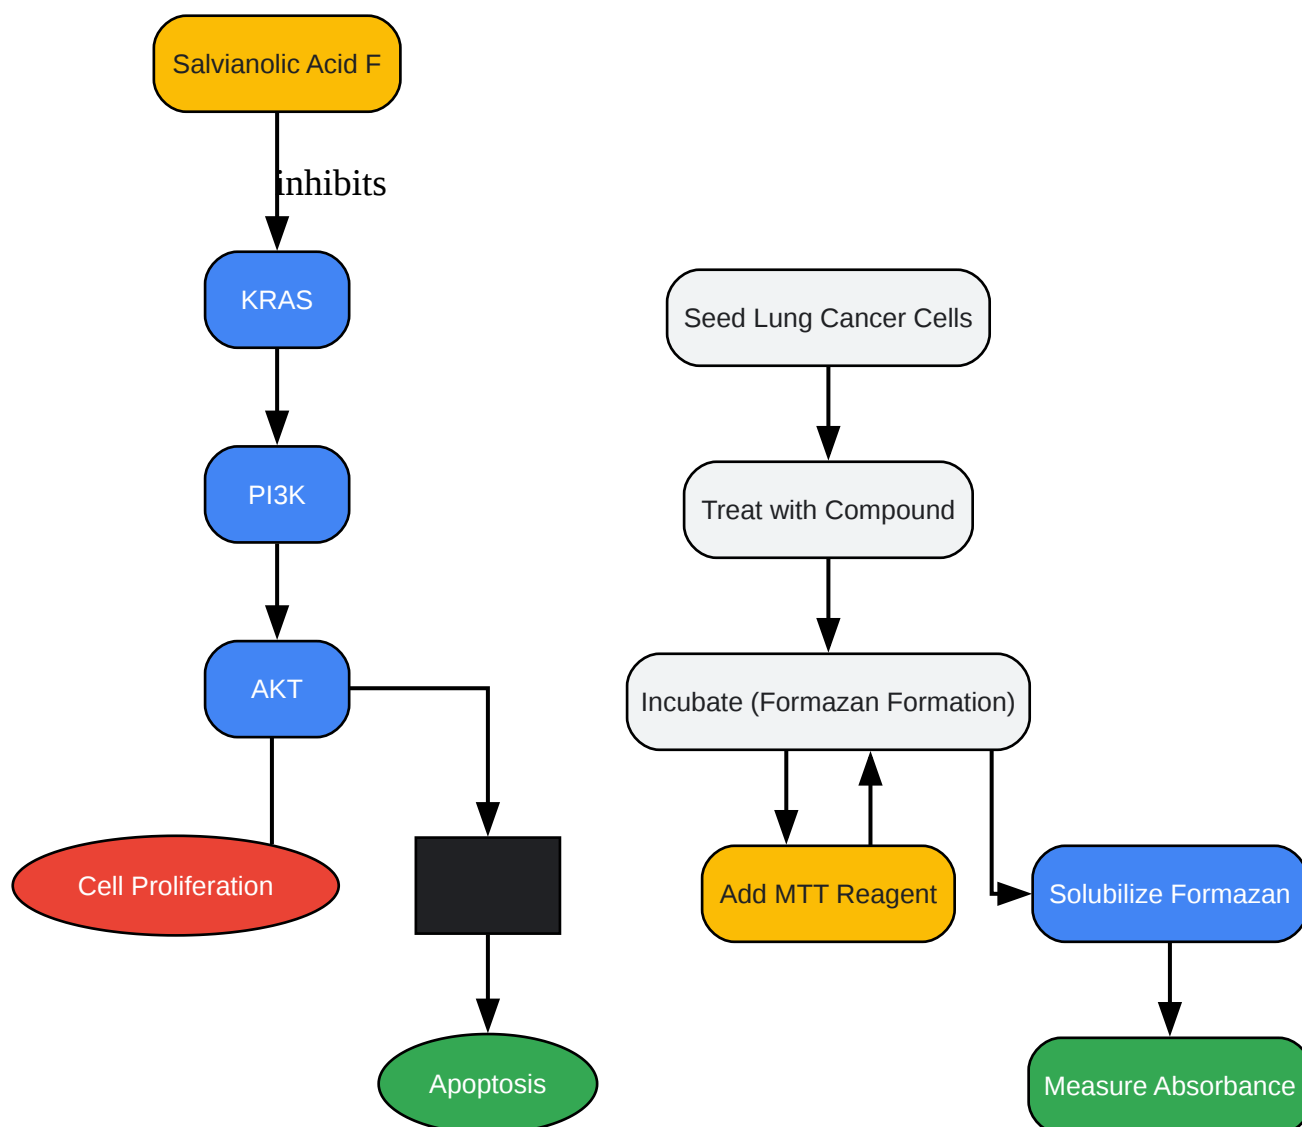 Salvianolic Acid F
inhibits
KRAS
PI3K
AKT
Cell Proliferation
Apoptosis
Seed Lung Cancer Cells
Treat with Compound
Incubate (Formazan Formation)
Add MTT Reagent
Solubilize Formazan
Measure Absorbance